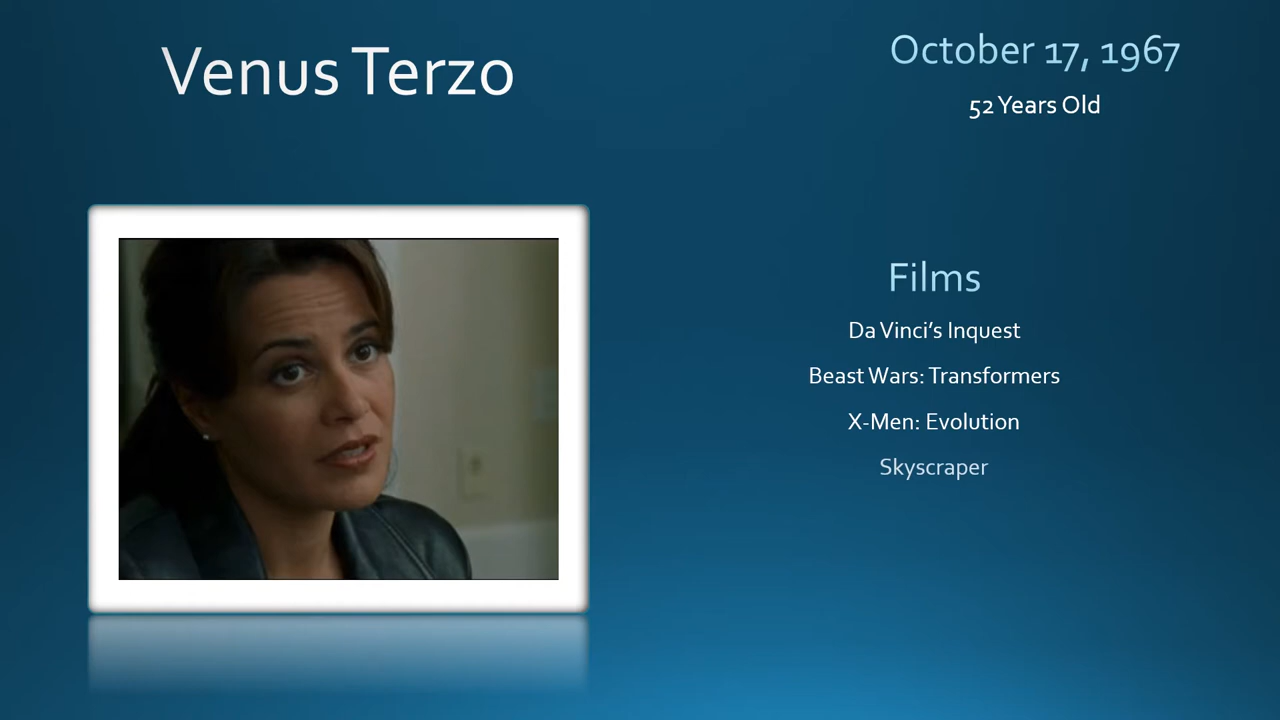 Venus Terzo
October 17, 1967
52 Years Old
Films
Da Vinci’s Inquest
Beast Wars: Transformers
X-Men: Evolution
Skyscraper